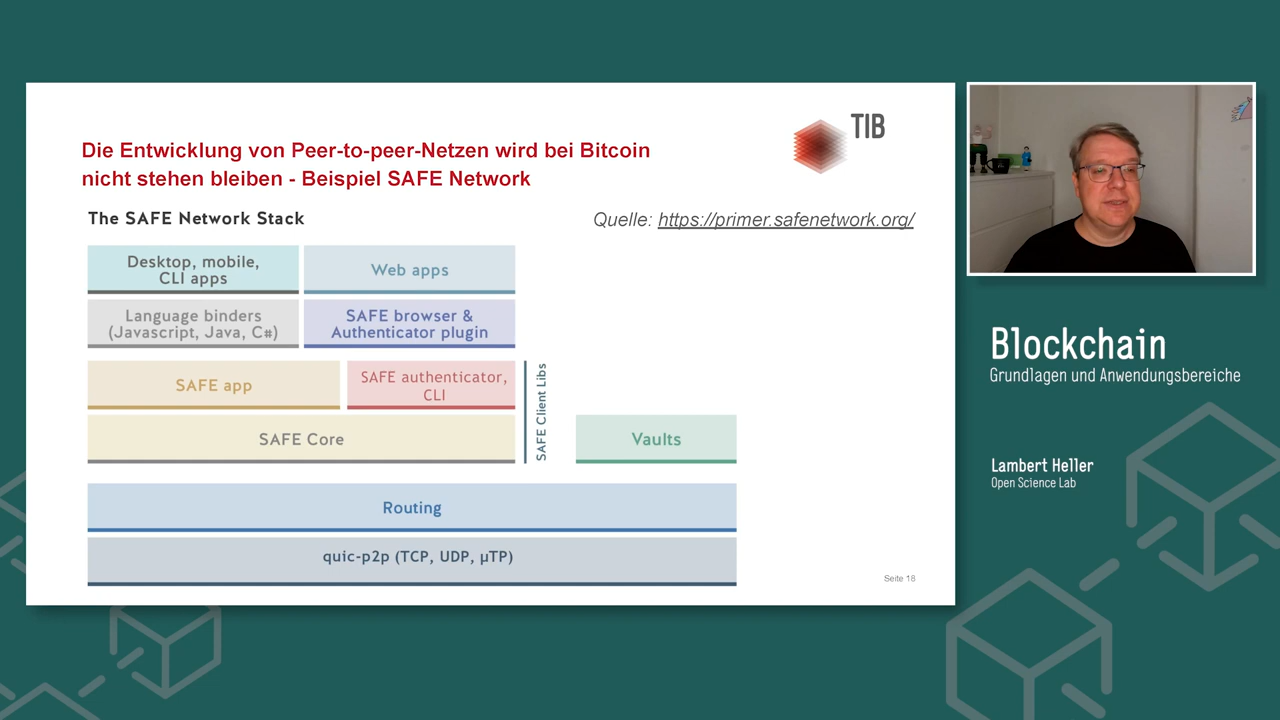 Die Entwicklung von Peer-to-peer-Netzen wird bei Bitcoin
nicht stehen bleiben - Beispiel SAFE Network
TIB
The SAFE Network Stack
Quelle: https://primer.safenetwork.org/
Desktop, mobile,
CLI apps
Web apps
Language binders
(Javascript, Java, C#)
SAFE browser &
Authenticator plugin
SAFE app
SAFE authenticator,
CLI
SAFE Client Libs
SAFE Core
Vaults
Routing
quic-p2p (TCP, UDP, µTP)
Seite 18
Blockchain
Grundlagen und Anwendungsbereiche
Lambert Heller
Open Science Lab